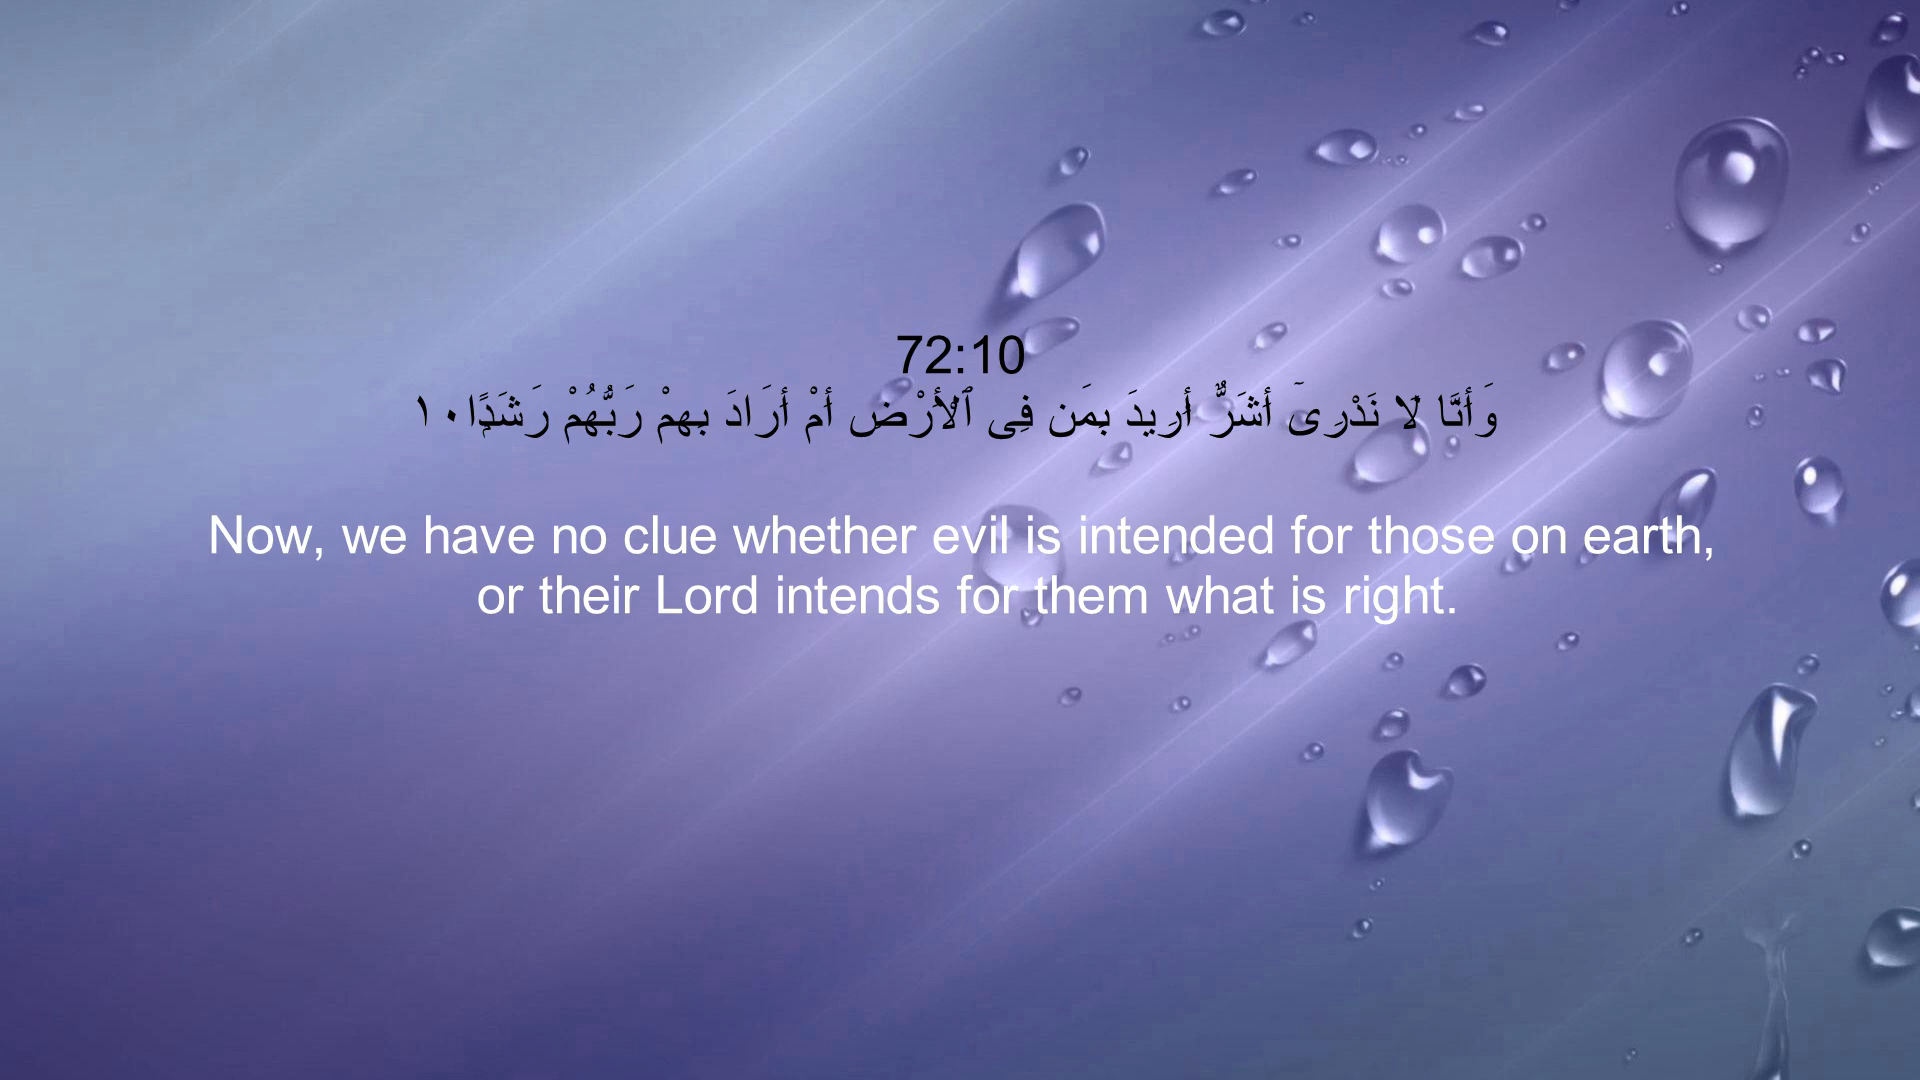 72:10
وَأَنَّا لَا نَدْرِىٓ أَشَرٌّ أُرِيدَ بِمَن فِى ٱلْأَرْضِ أَمْ أَرَادَ بِهِمْ رَبُّهُمْ رَشَدًۭا١٠
Now, we have no clue whether evil is intended for those on earth,
or their Lord intends for them what is right.